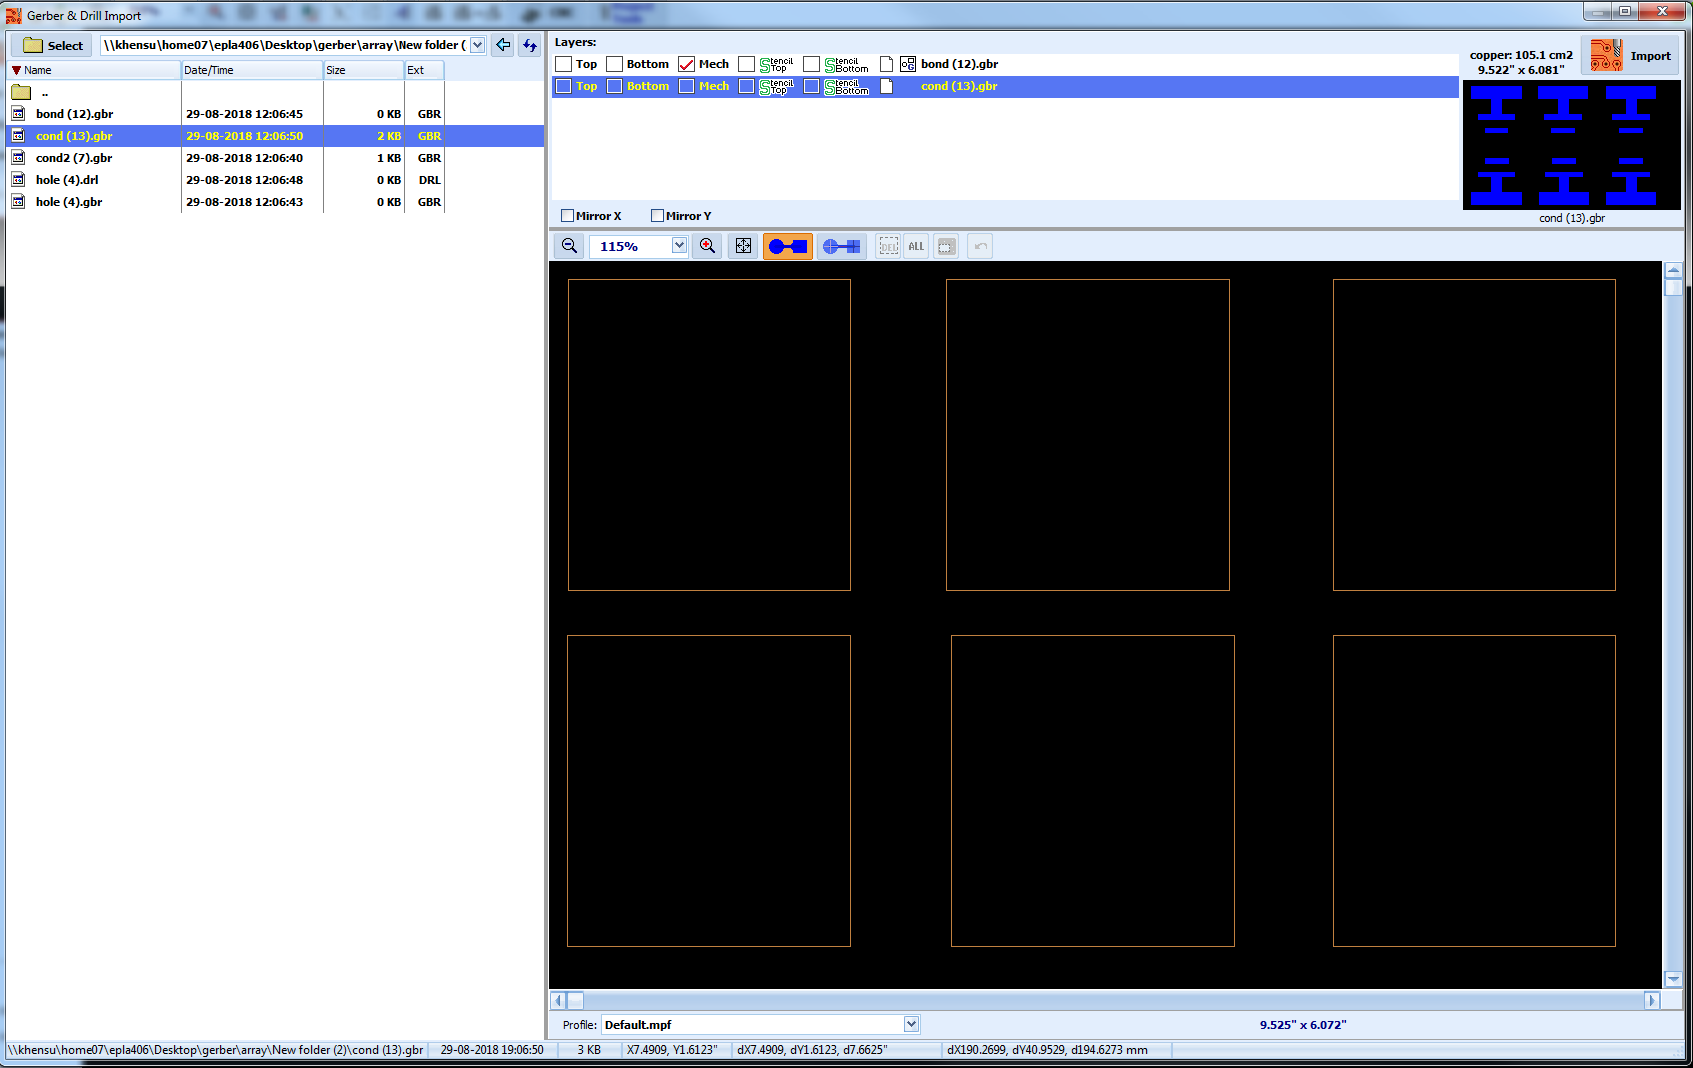 Gerber & Drill Import
Select
\\khensu\home07\epla406\Desktop\gerber\array\New folder (
Name Date/Time Size Ext
..
bond (12).gbr 29-08-2018 12:06:45 0 KB GBR
cond (13).gbr 29-08-2018 12:06:50 2 KB GBR
cond2 (7).gbr 29-08-2018 12:06:40 1 KB GBR
hole (4).drl 29-08-2018 12:06:48 0 KB DRL
hole (4).gbr 29-08-2018 12:06:43 0 KB GBR
Layers:
Top Bottom Mech Stencil Top Stencil Bottom bond (12).gbr
Top Bottom Mech Stencil Top Stencil Bottom cond (13).gbr
Mirror X Mirror Y
copper: 105.1 cm2
9.522" x 6.081"
Import
cond (13).gbr
115%
DEL ALL
Profile: Default.mpf 9.525" x 6.072"
\\khensu\home07\epla406\Desktop\gerber\array\New folder (2)\cond (13).gbr 29-08-2018 19:06:50 3 KB X7.4909, Y1.6123" dX7.4909, dY1.6123, d7.6625" dX190.2699, dY40.9529, d194.6273 mm